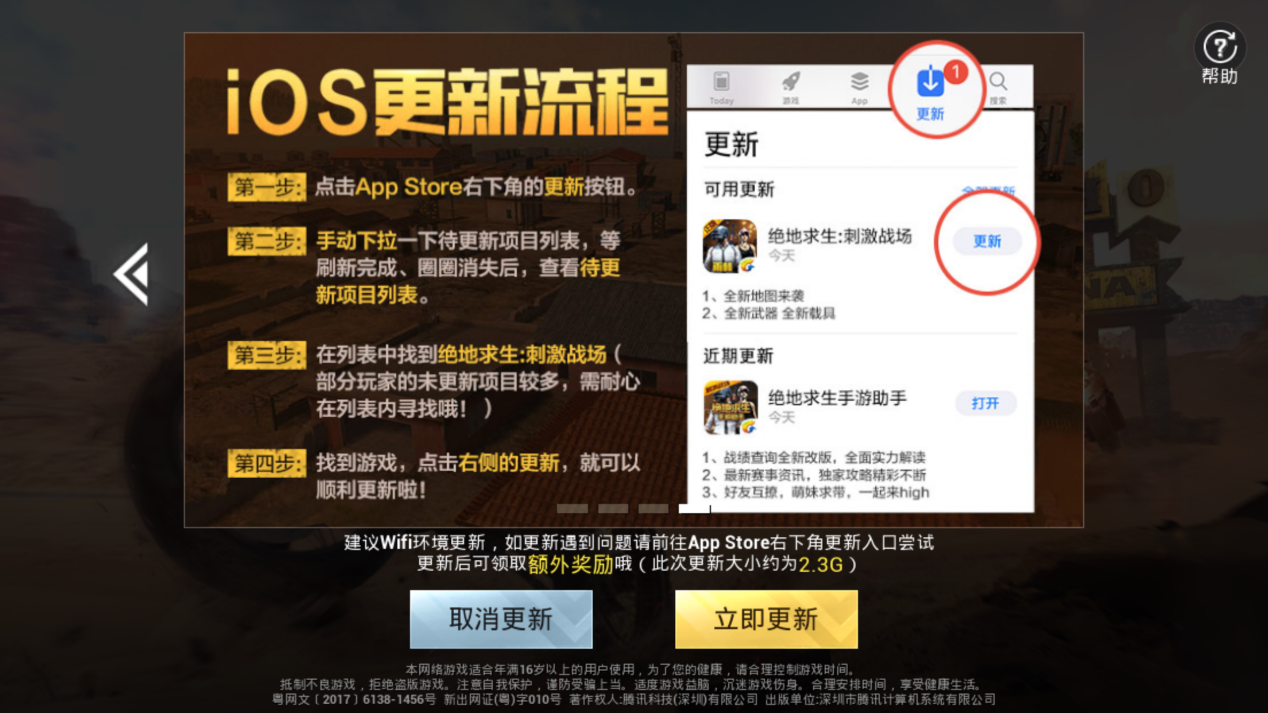 帮助
iOS更新流程
第一步: 点击App Store右下角的更新按钮。
第二步: 手动下拉一下待更新项目列表，等
刷新完成、圈圈消失后，查看待更
新项目列表。
第三步: 在列表中找到绝地求生:刺激战场（
部分玩家的未更新项目较多，需耐心
在列表内寻找哦！）
第四步: 找到游戏，点击右侧的更新，就可以
顺利更新啦！
Today 游戏 App 更新 1 搜索
更新
可用更新 全部更新
绝地求生:刺激战场
今天
更新
1、全新地图来袭
2、全新武器 全新载具
近期更新
绝地求生手游助手
今天
打开
1、战绩查询全新改版，全面实力解读
2、最新赛事资讯，独家攻略精彩不断
3、好友互撩，萌妹求带，一起来high
建议Wifi环境更新，如更新遇到问题请前往App Store右下角更新入口尝试
更新后可领取额外奖励哦（此次更新大小约为2.3G）
取消更新 立即更新
本网络游戏适合年满16岁以上的用户使用，为了您的健康，请合理控制游戏时间。
抵制不良游戏，拒绝盗版游戏。注意自我保护，谨防受骗上当。适度游戏益脑，沉迷游戏伤身。合理安排时间，享受健康生活。
粤网文〔2017〕6138-1456号 新出网证(粤)字010号 著作权人:腾讯科技(深圳)有限公司 出版单位:深圳市腾讯计算机系统有限公司